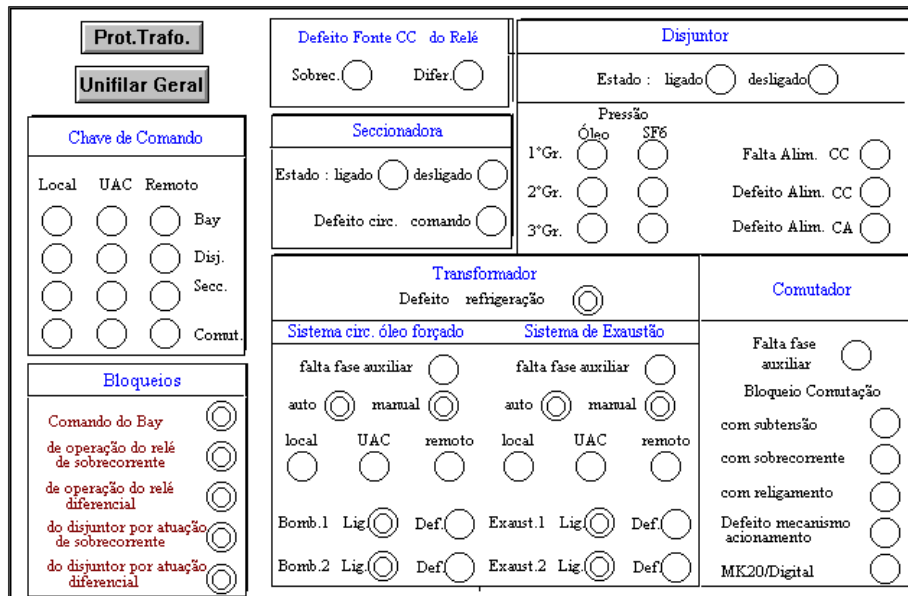 Prot.Trafo.
Unifilar Geral
Chave de Comando
Local UAC Remoto
Bay
Disj.
Secc.
Comut.
Bloqueios
Comando do Bay
de operação do relé
de sobrecorrente
de operação do relé
diferencial
do disjuntor por atuação
de sobrecorrente
do disjuntor por atuação
diferencial
Defeito Fonte CC do Relé
Sobrec. Difer.
Seccionadora
Estado : ligado desligado
Defeito circ. comando
Disjuntor
Estado : ligado desligado
Pressão
Óleo SF6
1°Gr. Falta Alim. CC
2°Gr. Defeito Alim. CC
3°Gr. Defeito Alim. CA
Transformador
Defeito refrigeração
Sistema circ. óleo forçado
falta fase auxiliar
auto manual
local UAC remoto
Bomb.1 Lig. Def.
Bomb.2 Lig. Def.
Sistema de Exaustão
falta fase auxiliar
auto manual
local UAC remoto
Exaust.1 Lig. Def.
Exaust.2 Lig. Def.
Comutador
Falta fase
auxiliar
Bloqueio Comutação
com subtensão
com sobrecorrente
com religamento
Defeito mecanismo
acionamento
MK20/Digital